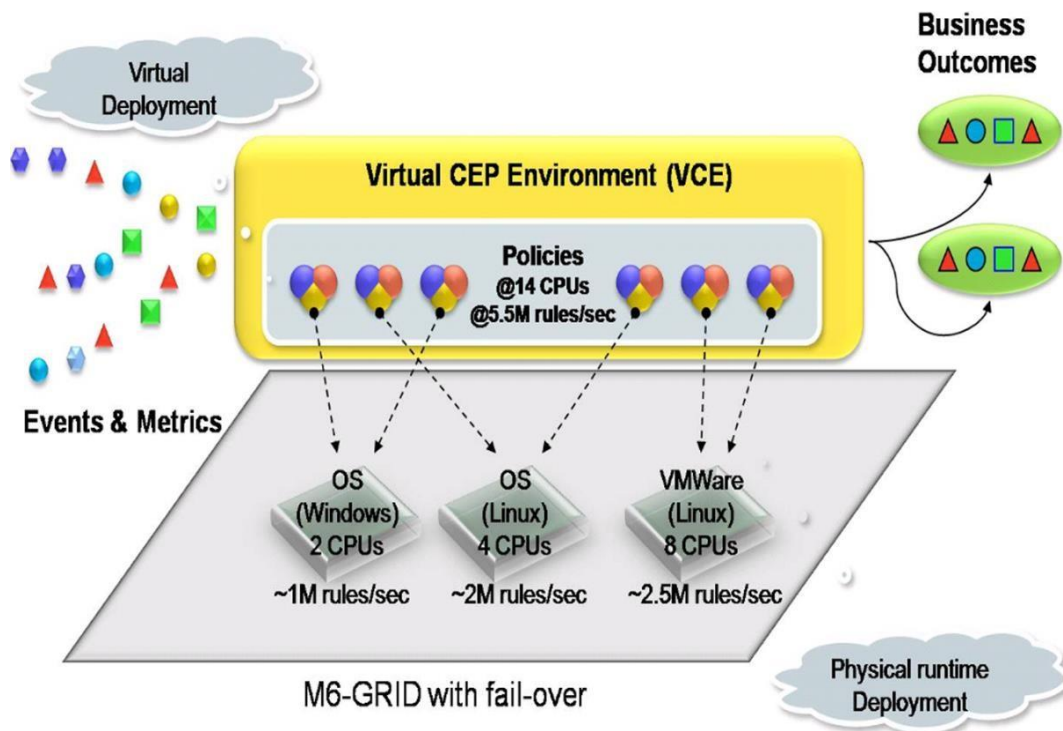 Virtual
Deployment
Business
Outcomes
Virtual CEP Environment (VCE)
Policies
@14 CPUs
@5.5M rules/sec
Events & Metrics
OS
(Windows)
2 CPUs
~1M rules/sec
OS
(Linux)
4 CPUs
~2M rules/sec
VMWare
(Linux)
8 CPUs
~2.5M rules/sec
M6-GRID with fail-over
Physical runtime
Deployment